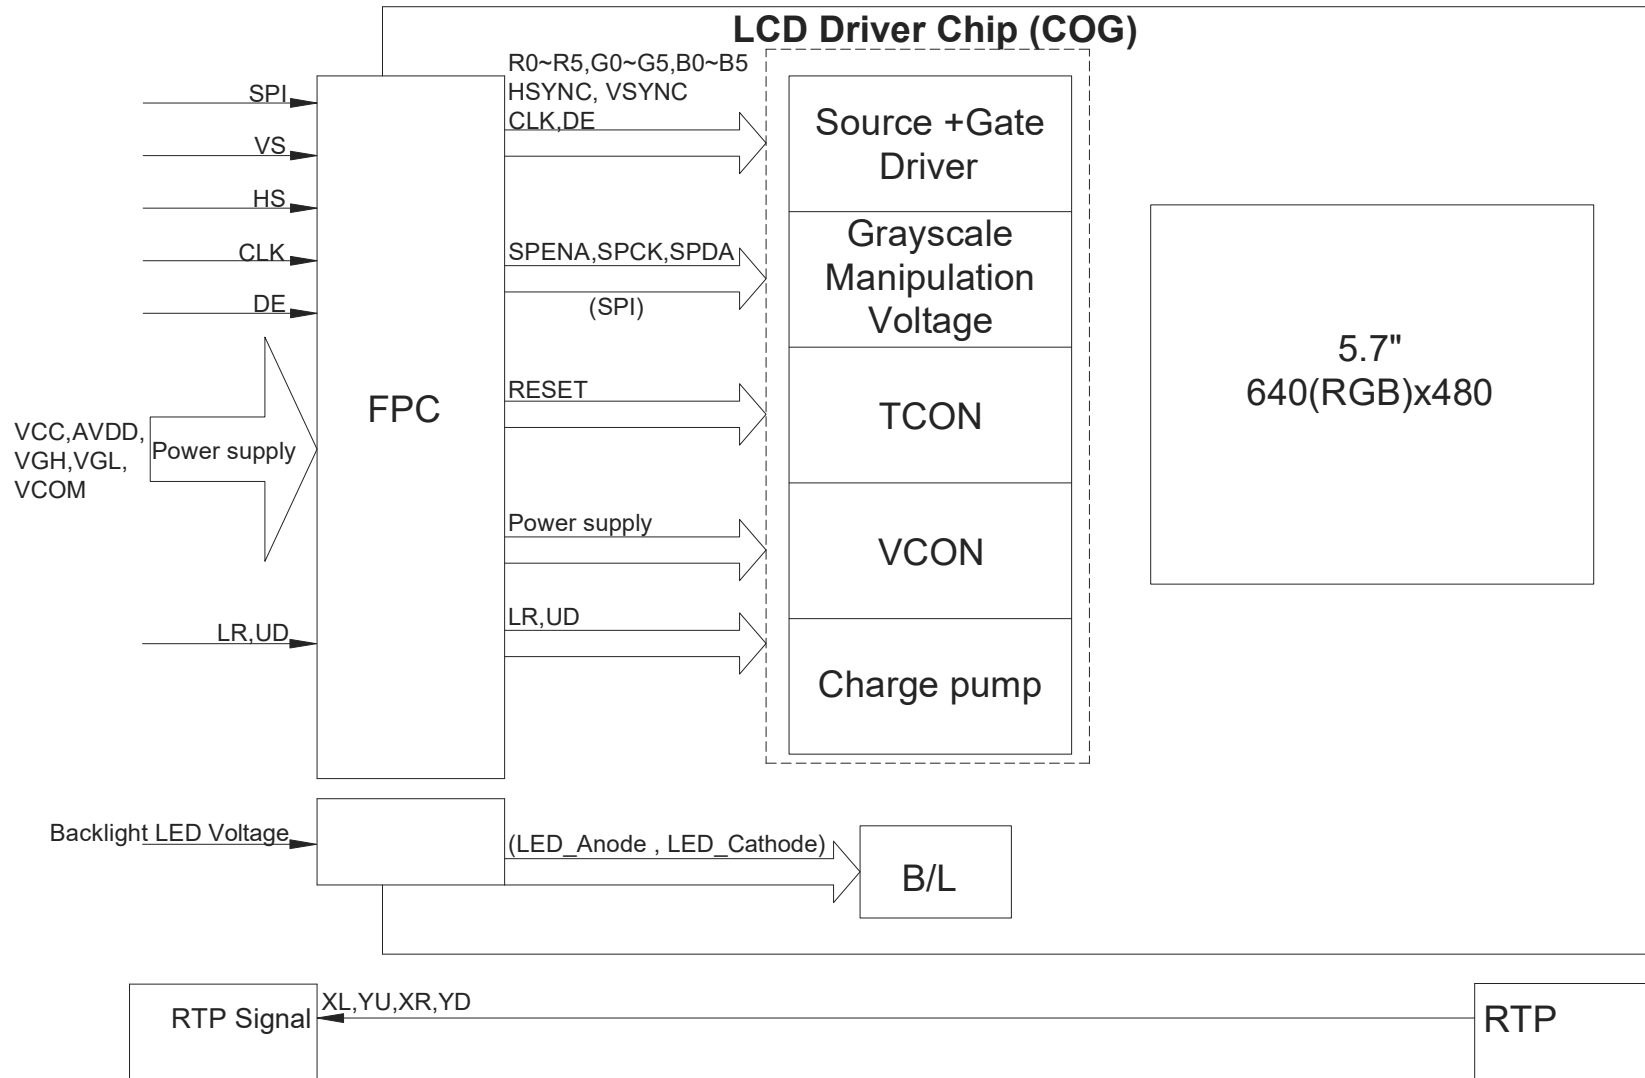 LCD Driver Chip (COG)
R0~R5,G0~G5,B0~B5
HSYNC, VSYNC
CLK,DE
SPI
VS
HS
CLK
DE
VCC,AVDD,
VGH,VGL,
VCOM
Power supply
LR,UD
FPC
SPENA,SPCK,SPDA
(SPI)
RESET
Power supply
LR,UD
Source +Gate
Driver
Grayscale
Manipulation
Voltage
TCON
VCON
Charge pump
5.7"
640(RGB)x480
Backlight LED Voltage
(LED_Anode , LED_Cathode)
B/L
RTP Signal
XL,YU,XR,YD
RTP